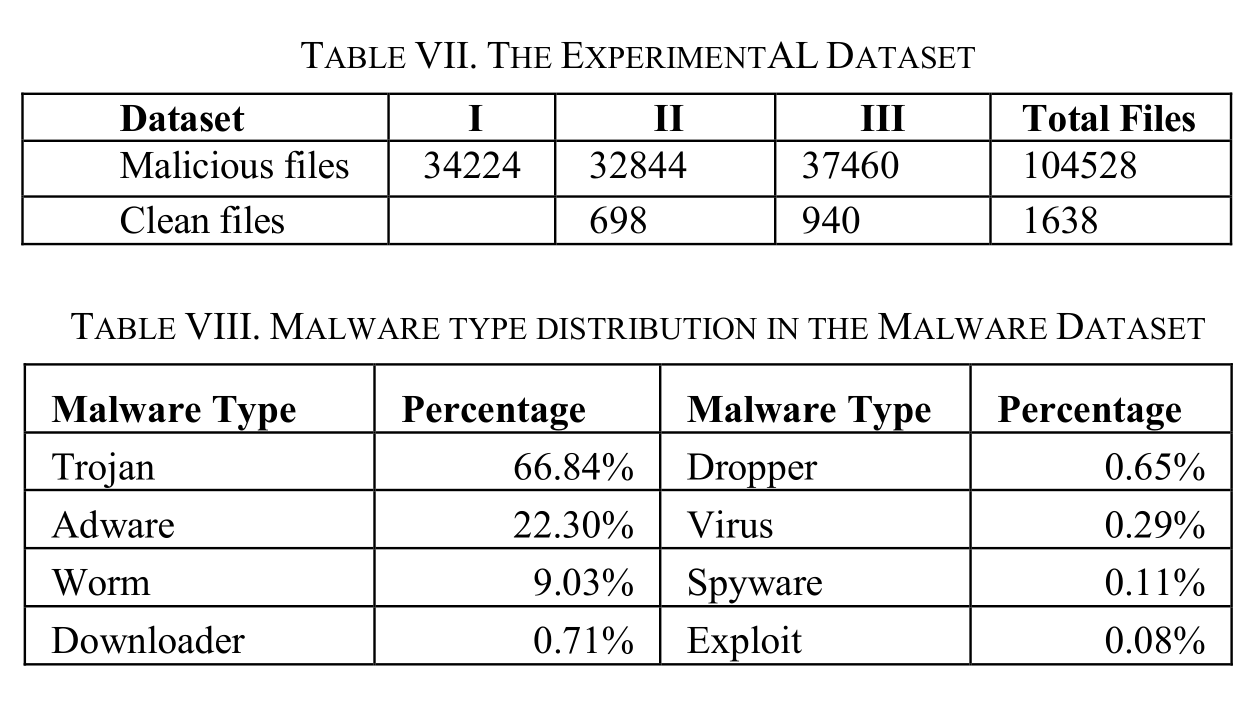 TABLE VII. THE EXPERIMENTAL DATASET
Dataset I II III Total Files
Malicious files 34224 32844 37460 104528
Clean files 698 940 1638
TABLE VIII. MALWARE TYPE DISTRIBUTION IN THE MALWARE DATASET
Malware Type Percentage Malware Type Percentage
Trojan 66.84% Dropper 0.65%
Adware 22.30% Virus 0.29%
Worm 9.03% Spyware 0.11%
Downloader 0.71% Exploit 0.08%